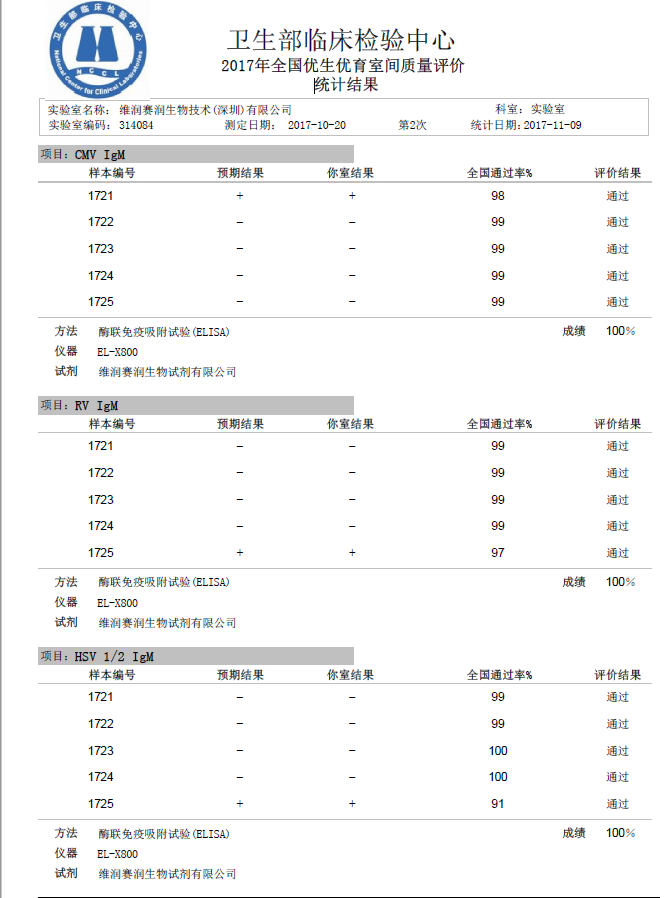 卫生部临床检验中心
NCCL
National Center for Clinical Laboratories
卫生部临床检验中心
2017年全国优生优育室间质量评价
统计结果
实验室名称: 维润赛润生物技术(深圳)有限公司 科室: 实验室
实验室编码: 314084 测定日期: 2017-10-20 第2次 统计日期:2017-11-09
项目: CMV IgM
样本编号 预期结果 你室结果 全国通过率% 评价结果
1721 + + 98 通过
1722 − − 99 通过
1723 − − 99 通过
1724 − − 99 通过
1725 − − 99 通过
方法 酶联免疫吸附试验(ELISA) 成绩 100%
仪器 EL-X800
试剂 维润赛润生物试剂有限公司
项目: RV IgM
样本编号 预期结果 你室结果 全国通过率% 评价结果
1721 − − 99 通过
1722 − − 99 通过
1723 − − 99 通过
1724 − − 99 通过
1725 + + 97 通过
方法 酶联免疫吸附试验(ELISA) 成绩 100%
仪器 EL-X800
试剂 维润赛润生物试剂有限公司
项目: HSV 1/2 IgM
样本编号 预期结果 你室结果 全国通过率% 评价结果
1721 − − 99 通过
1722 − − 99 通过
1723 − − 100 通过
1724 − − 100 通过
1725 + + 91 通过
方法 酶联免疫吸附试验(ELISA) 成绩 100%
仪器 EL-X800
试剂 维润赛润生物试剂有限公司